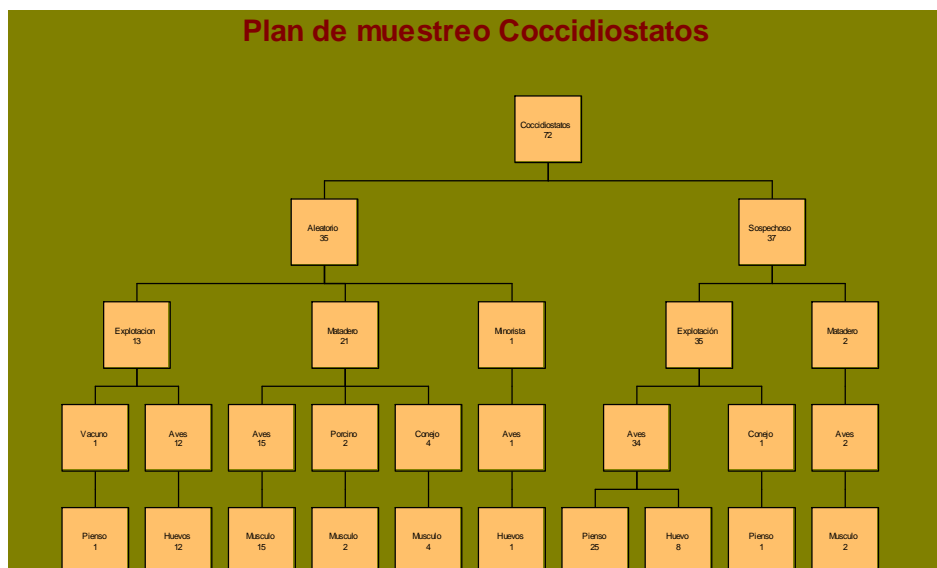 Plan de muestreo Coccidiostatos
Coccidiostatos
72
Aleatorio
35
Sospechoso
37
Explotacion
13
Matadero
21
Minorista
1
Explotación
35
Matadero
2
Vacuno
1
Aves
12
Aves
15
Porcino
2
Conejo
4
Aves
1
Aves
34
Conejo
1
Aves
2
Pienso
1
Huevos
12
Musculo
15
Musculo
2
Musculo
4
Huevos
1
Pienso
25
Huevo
8
Pienso
1
Musculo
2